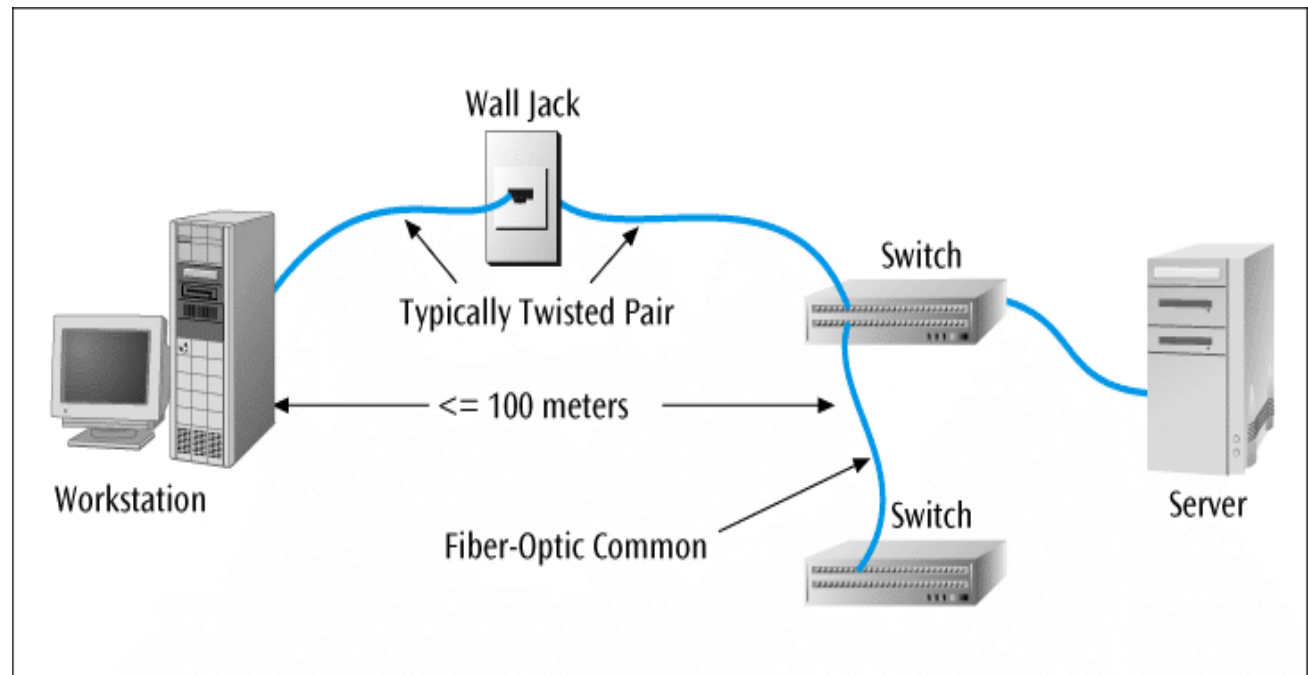 Wall Jack
Switch
Typically Twisted Pair
<= 100 meters
Workstation
Server
Switch
Fiber-Optic Common